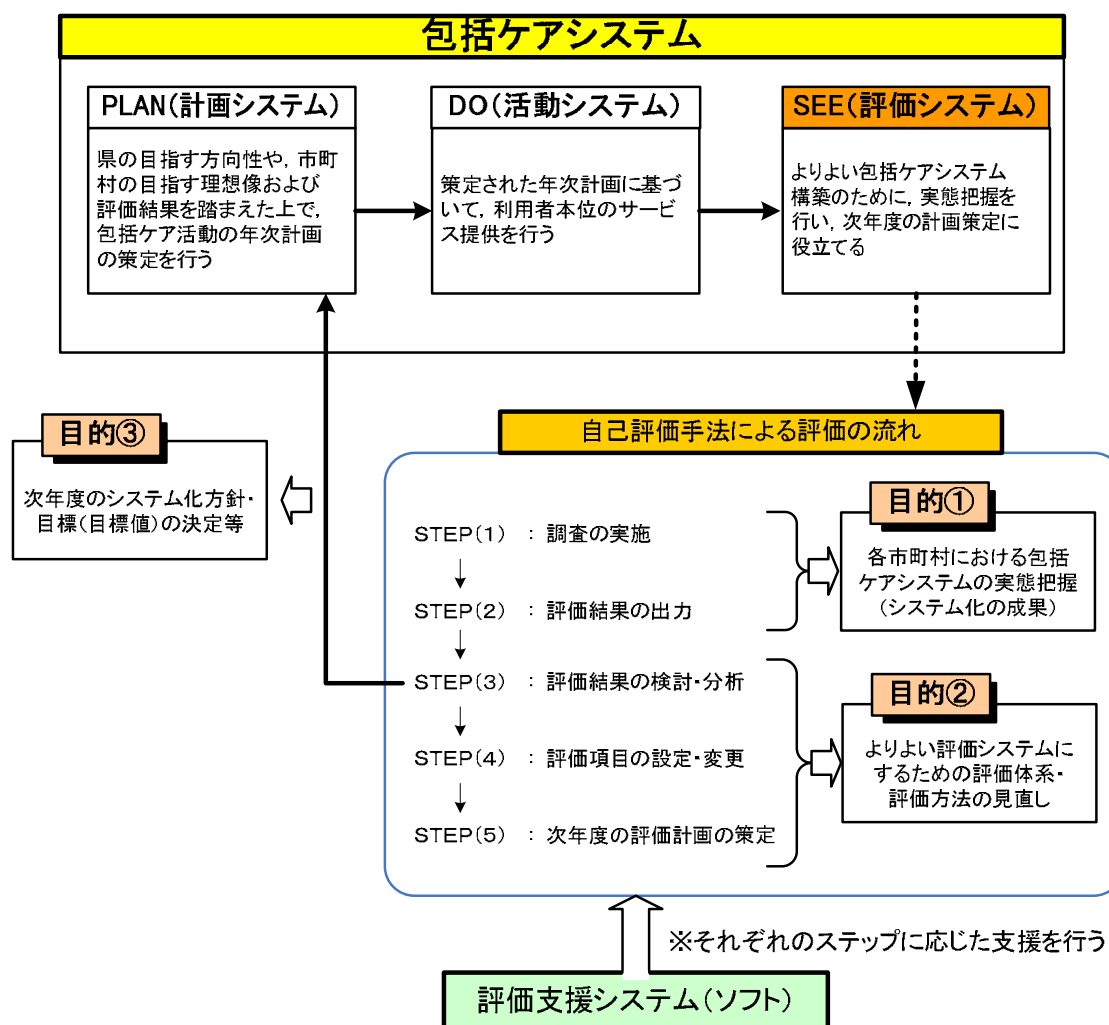 包括ケアシステム
PLAN(計画システム)
県の目指す方向性や, 市町
村の目指す理想像および
評価結果を踏まえた上で,
包括ケア活動の年次計画
の策定を行う
DO(活動システム)
策定された年次計画に基づ
いて, 利用者本位のサービ
ス提供を行う
SEE(評価システム)
よりよい包括ケアシステム
構築のために, 実態把握を
行い, 次年度の計画策定に
役立てる
目的③
次年度のシステム化方針・
目標(目標値)の決定等
自己評価手法による評価の流れ
STEP(1) : 調査の実施
STEP(2) : 評価結果の出力
STEP(3) : 評価結果の検討・分析
STEP(4) : 評価項目の設定・変更
STEP(5) : 次年度の評価計画の策定
目的①
各市町村における包括
ケアシステムの実態把握
(システム化の成果)
目的②
よりよい評価システムに
するための評価体系・
評価方法の見直し
※それぞれのステップに応じた支援を行う
評価支援システム(ソフト)